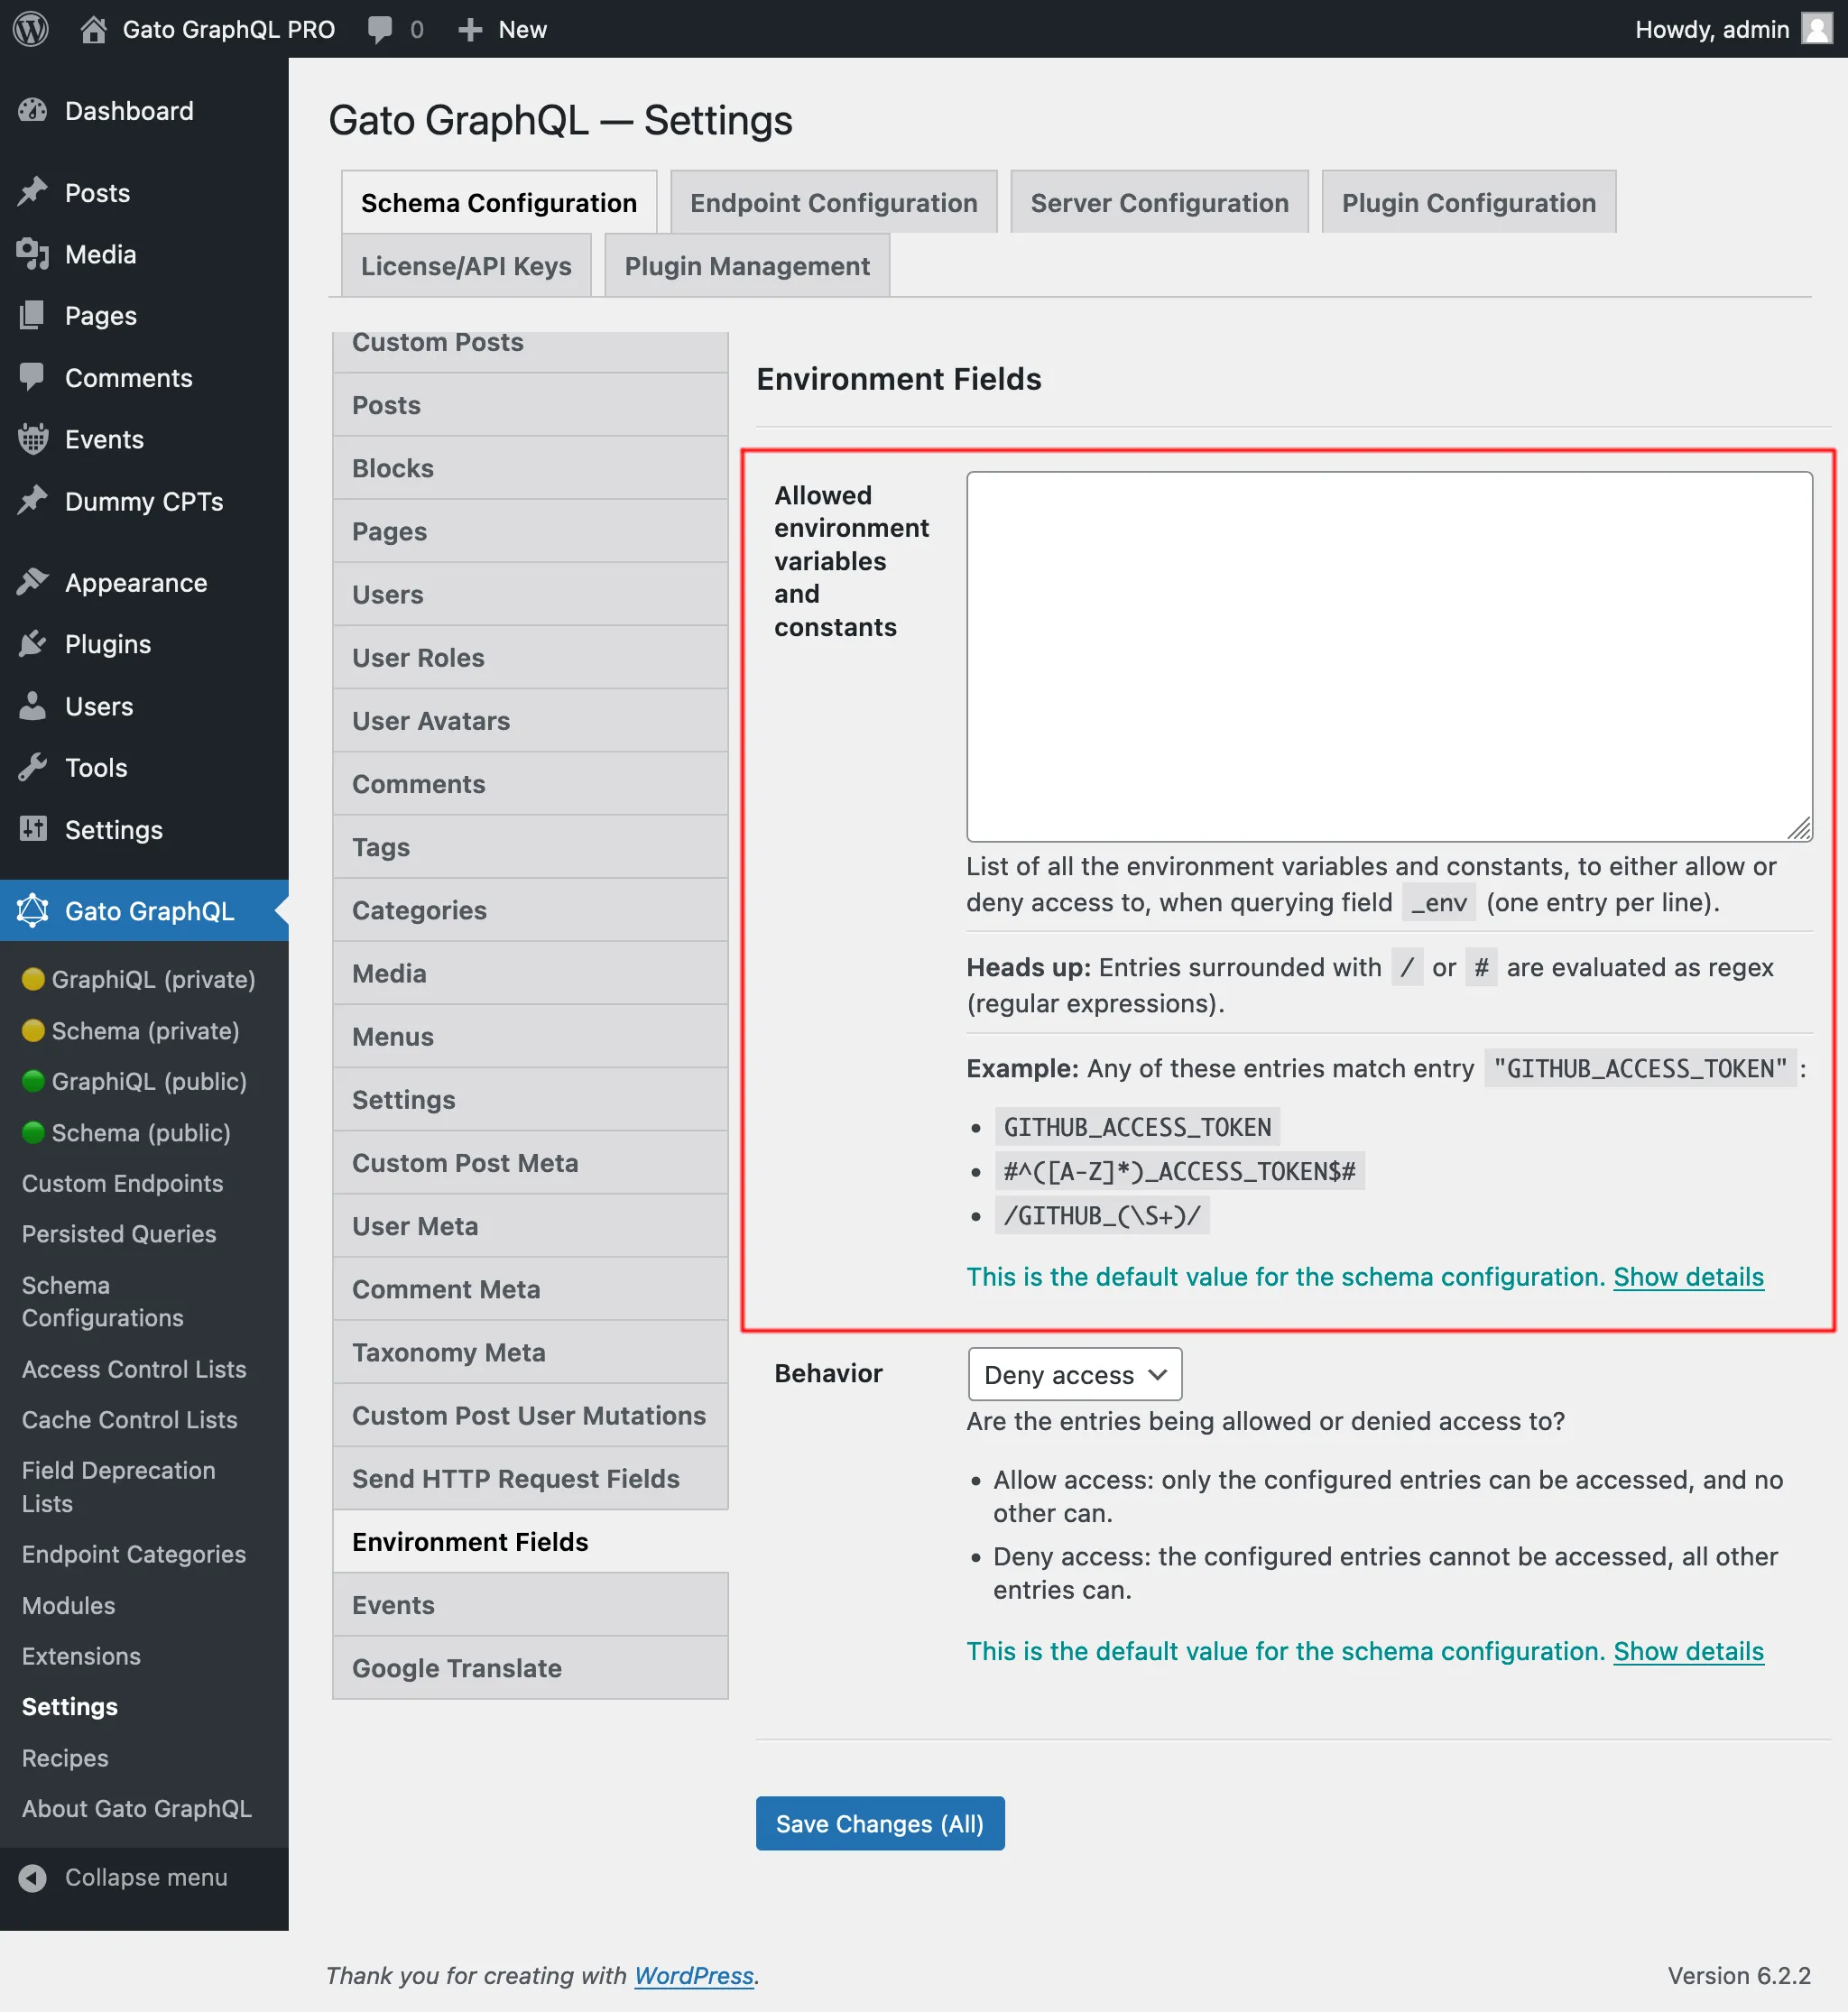 Gato GraphQL PRO
0
New
Howdy, admin
Dashboard
Posts
Media
Pages
Comments
Events
Dummy CPTs
Appearance
Plugins
Users
Tools
Settings
Gato GraphQL
GraphiQL (private)
Schema (private)
GraphiQL (public)
Schema (public)
Custom Endpoints
Persisted Queries
Schema
Configurations
Access Control Lists
Cache Control Lists
Field Deprecation
Lists
Endpoint Categories
Modules
Extensions
Settings
Recipes
About Gato GraphQL
Collapse menu
Gato GraphQL — Settings
Schema Configuration
Endpoint Configuration
Server Configuration
Plugin Configuration
License/API Keys
Plugin Management
Custom Posts
Posts
Blocks
Pages
Users
User Roles
User Avatars
Comments
Tags
Categories
Media
Menus
Settings
Custom Post Meta
User Meta
Comment Meta
Taxonomy Meta
Custom Post User Mutations
Send HTTP Request Fields
Environment Fields
Events
Google Translate
Environment Fields
Allowed
environment
variables
and
constants
List of all the environment variables and constants, to either allow or
deny access to, when querying field _env (one entry per line).
Heads up: Entries surrounded with / or # are evaluated as regex
(regular expressions).
Example: Any of these entries match entry "GITHUB_ACCESS_TOKEN" :
• GITHUB_ACCESS_TOKEN
• #^([A-Z]*)_ACCESS_TOKEN$#
• /GITHUB_(\S+)/
This is the default value for the schema configuration. Show details
Behavior
Deny access
Are the entries being allowed or denied access to?
• Allow access: only the configured entries can be accessed, and no
other can.
• Deny access: the configured entries cannot be accessed, all other
entries can.
This is the default value for the schema configuration. Show details
Save Changes (All)
Thank you for creating with WordPress.
Version 6.2.2